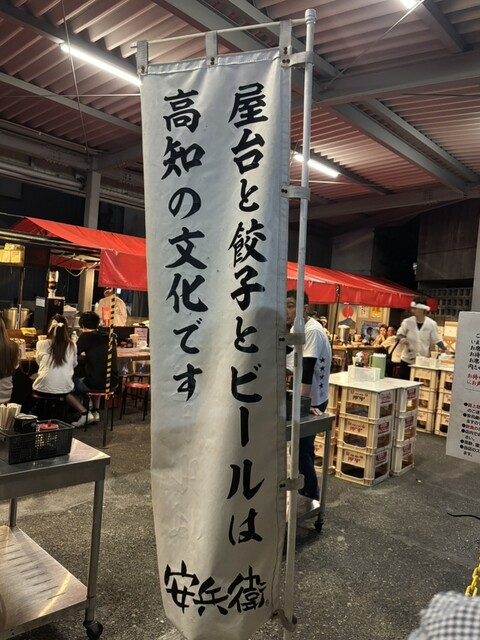 屋台と餃子とビールは
高知の文化です
安兵衛